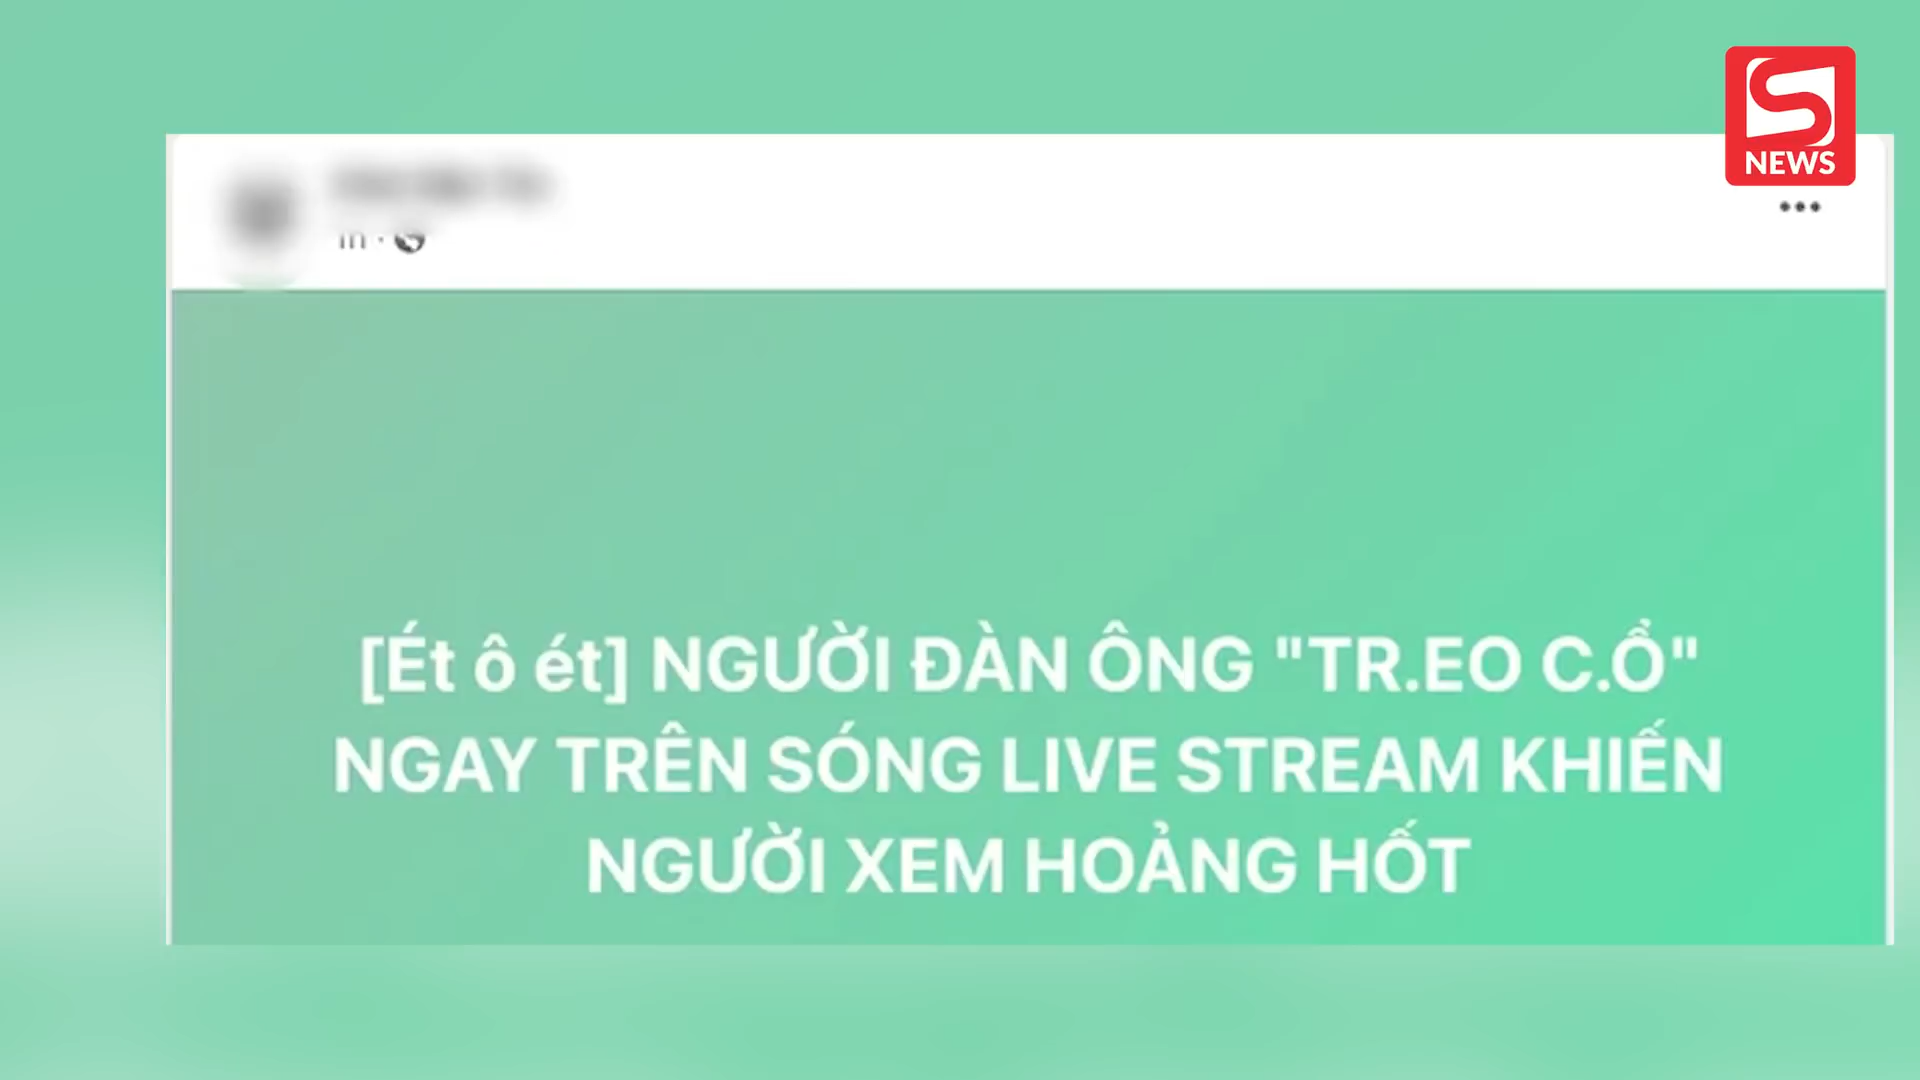 NEWS
[Ét ô ét] NGƯỜI ĐÀN ÔNG "TR.EO C.Ổ"
NGAY TRÊN SÓNG LIVE STREAM KHIẾN
NGƯỜI XEM HOẢNG HỐT